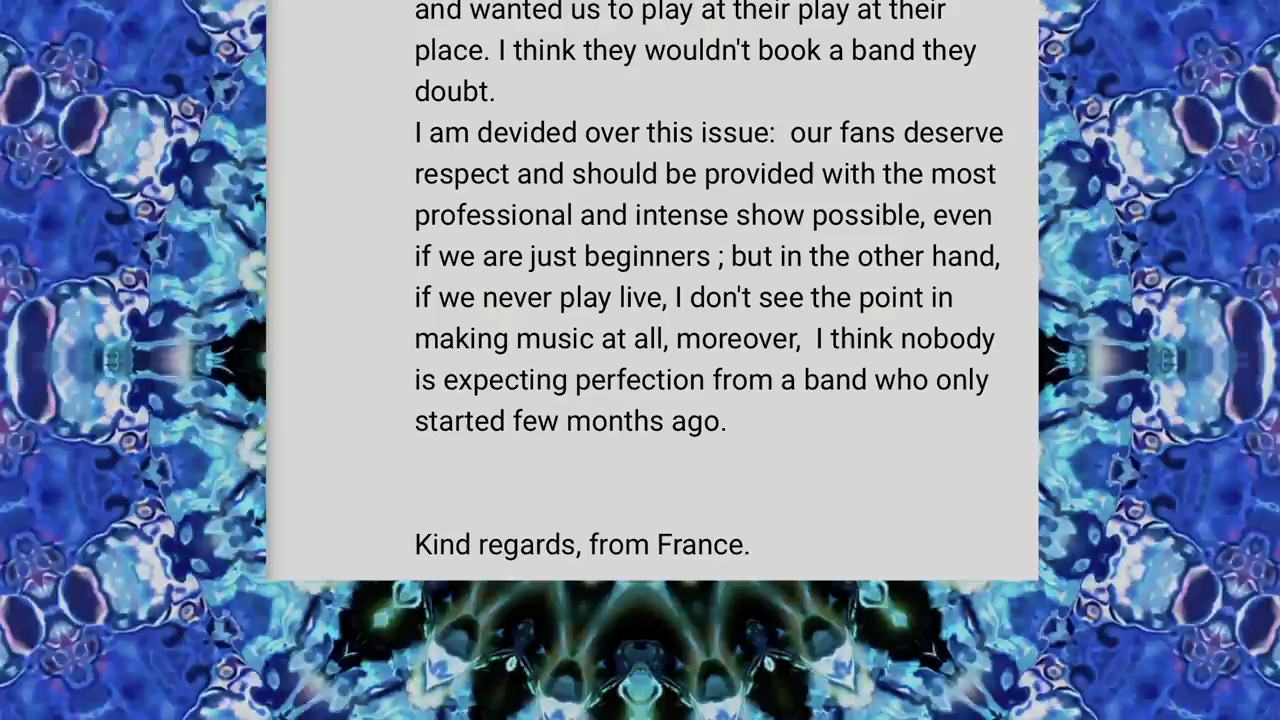 and wanted us to play at their play at their
place. I think they wouldn't book a band they
doubt.
I am devided over this issue:  our fans deserve
respect and should be provided with the most
professional and intense show possible, even
if we are just beginners ; but in the other hand,
if we never play live, I don't see the point in
making music at all, moreover,  I think nobody
is expecting perfection from a band who only
started few months ago.
Kind regards, from France.